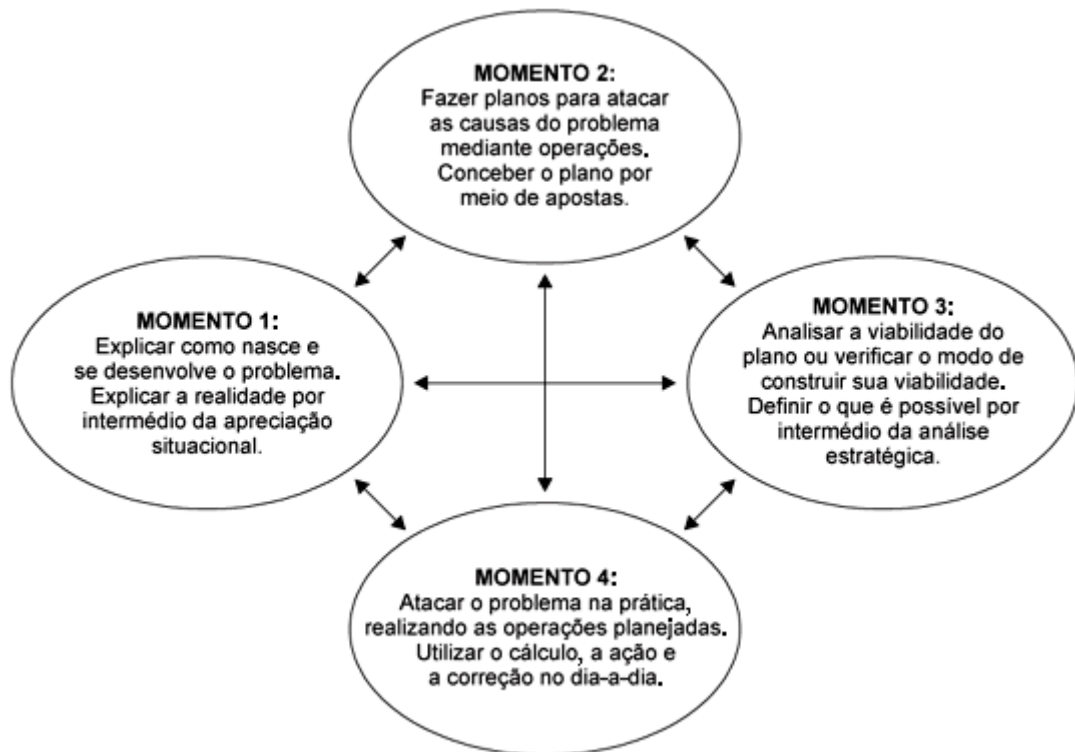 MOMENTO 2:
Fazer planos para atacar
as causas do problema
mediante operações.
Conceber o plano por
meio de apostas.
MOMENTO 1:
Explicar como nasce e
se desenvolve o problema.
Explicar a realidade por
intermédio da apreciação
situacional.
MOMENTO 3:
Analisar a viabilidade do
plano ou verificar o modo de
construir sua viabilidade.
Definir o que é possível por
intermédio da análise
estratégica.
MOMENTO 4:
Atacar o problema na prática,
realizando as operações planejadas.
Utilizar o cálculo, a ação e
a correção no dia-a-dia.